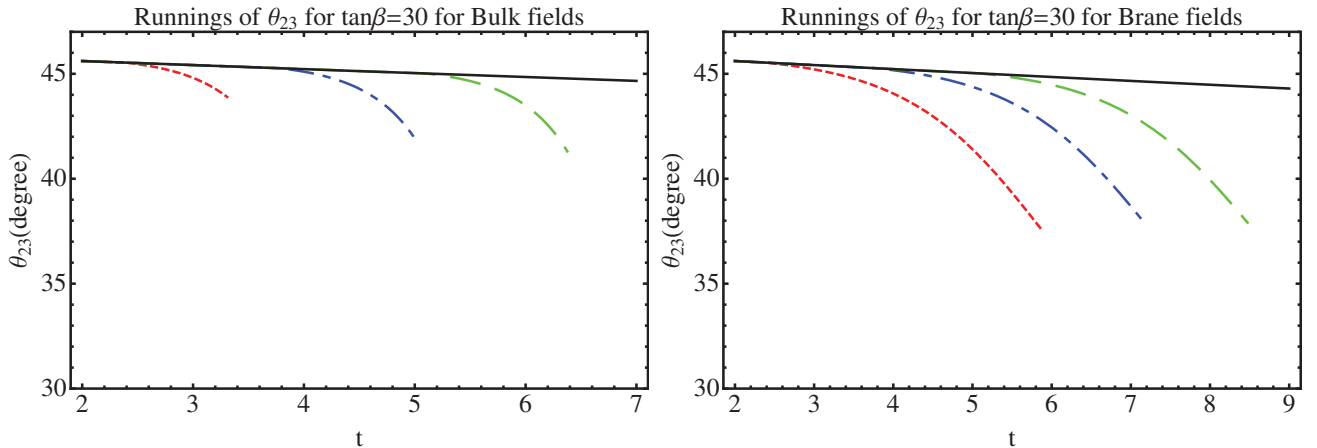 Runnings of θ23 for tanβ=30 for Bulk fields
45
40
35
30
θ23(degree)
2 3 4 5 6 7
t
Runnings of θ23 for tanβ=30 for Brane fields
45
40
35
30
θ23(degree)
2 3 4 5 6 7 8 9
t